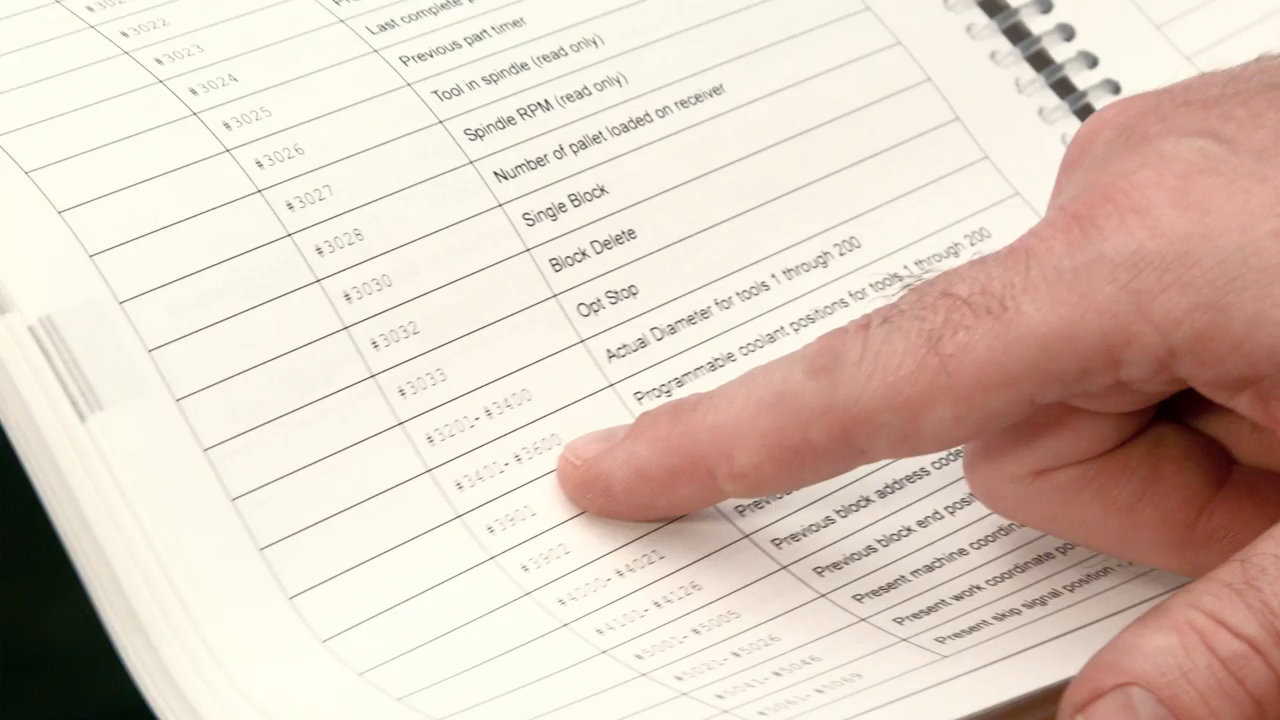 #3022
#3023
#3024 Last complete
#3025 Previous part timer
#3026 Tool in spindle (read only)
#3027 Spindle RPM (read only)
#3028 Number of pallet loaded on receiver
#3030 Single Block
#3032 Block Delete
#3033 Opt Stop
#3201- #3400 Actual Diameter for tools 1 through 200
#3401- #3600 Programmable coolant positions for tools 1 through 200
#3901
#3902
#4000- #4021
#4101- #4126 Previous block address code
#5001- #5005 Previous block end posit
#5021- #5026 Present machine coordin
#5041- #5046 Present work coordinate po
#5061- #5069 Present skip signal position -